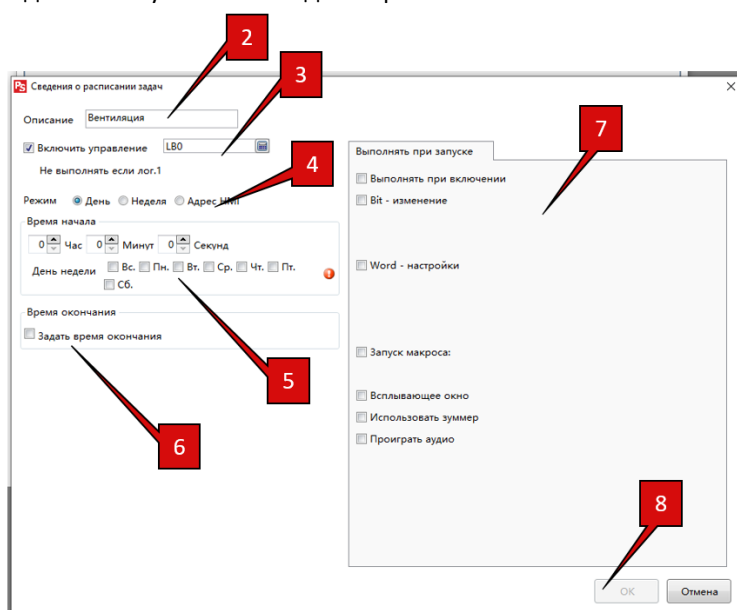 2
3
PS Сведения о расписании задач
Описание Вентиляция
7
Включить управление LB0
Выполнять при запуске
Не выполнять если лог.1
4
Выполнять при включении
Режим День Неделя Адрес HMI
Bit - изменение
Время начала
0 Час 0 Минут 0 Секунд
День недели Вс. Пн. Вт. Ср. Чт. Пт.
Сб.
Word - настройки
Время окончания
Задать время окончания
Запуск макроса:
5
Всплывающее окно
6
Использовать зуммер
Проиграть аудио
8
OK Отмена